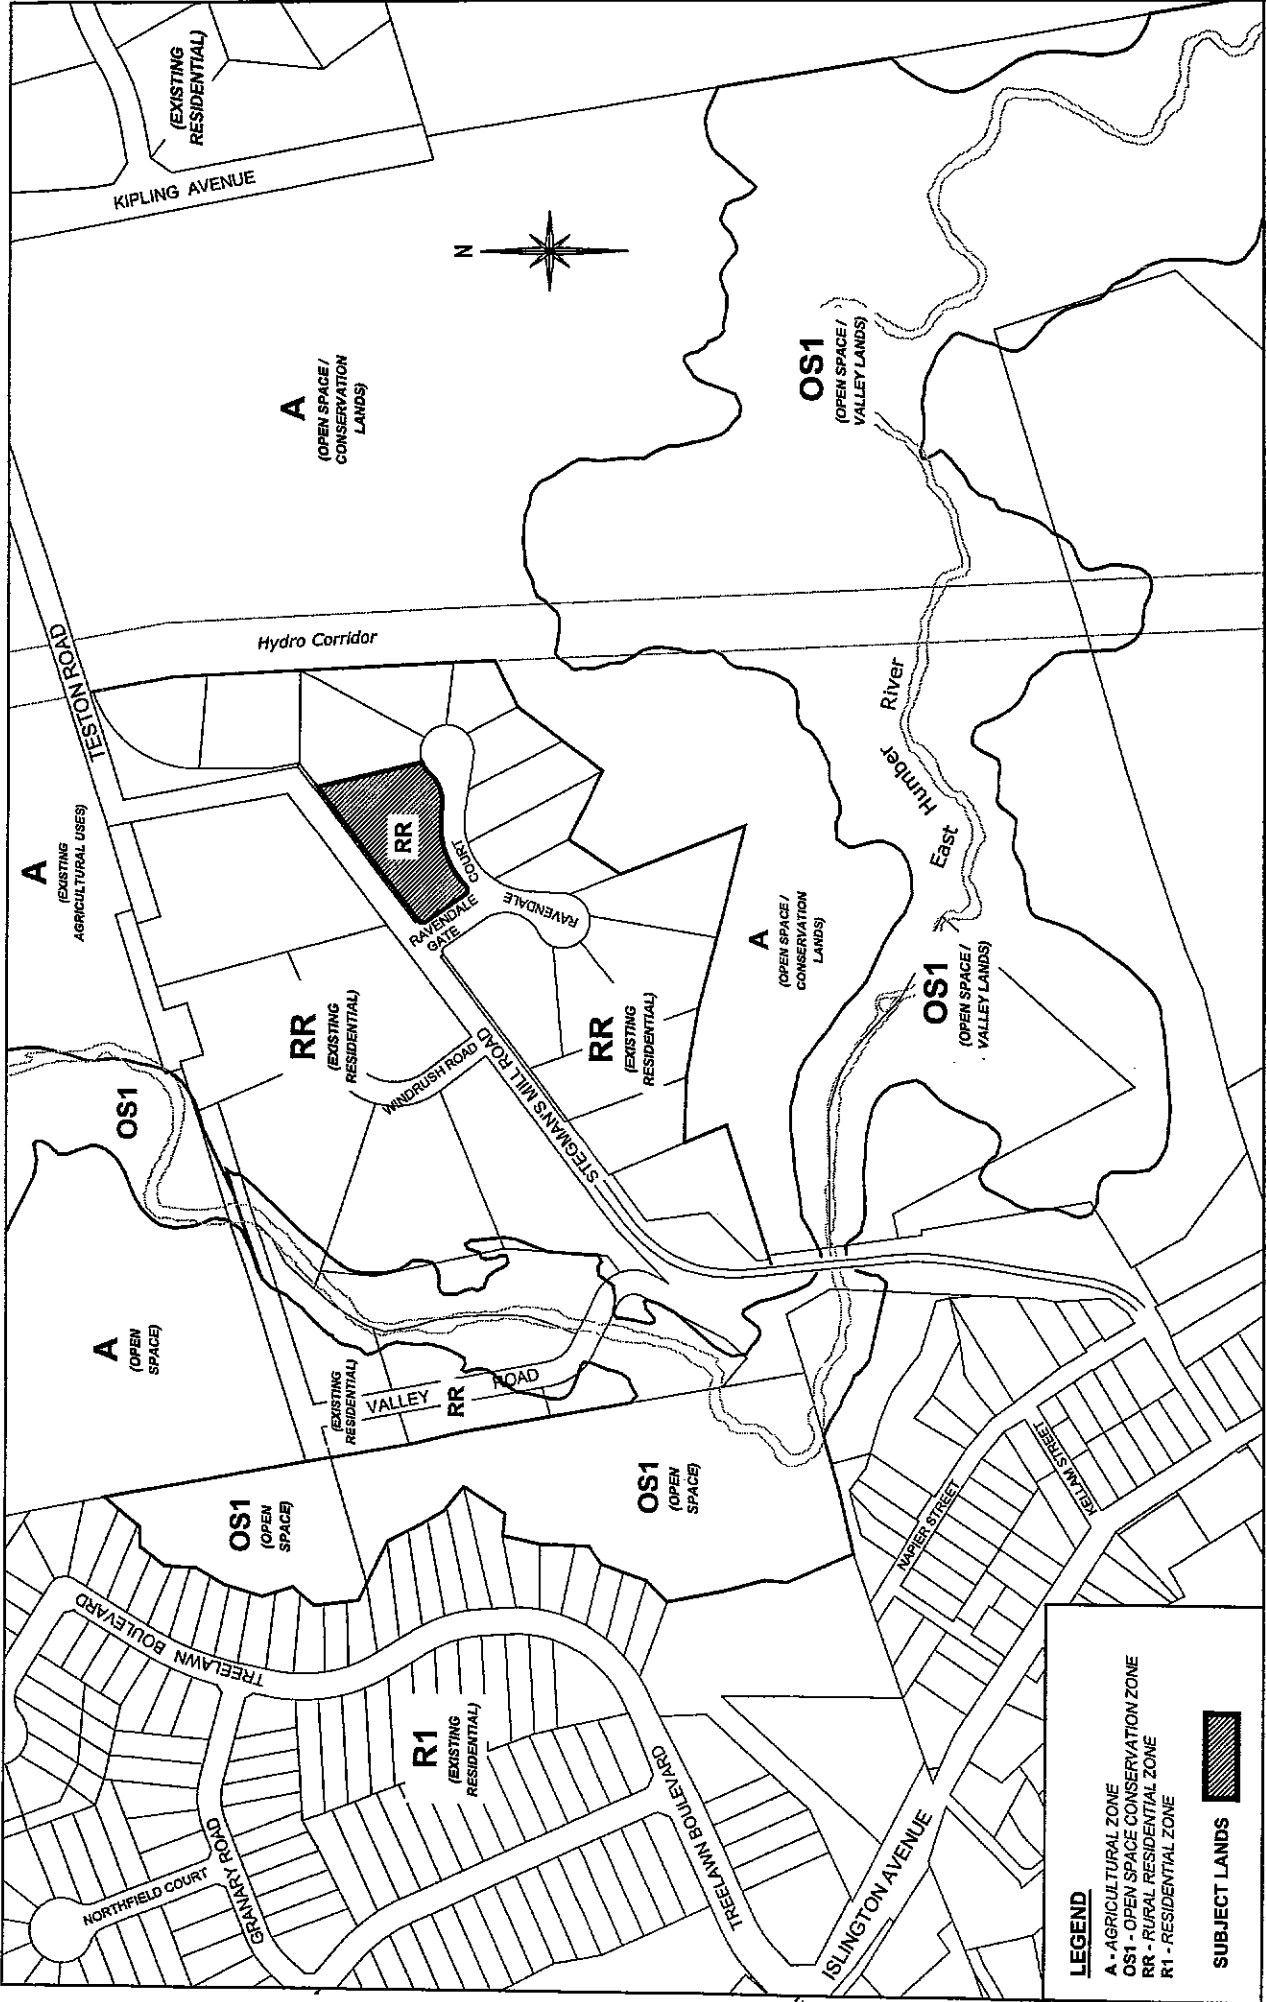 KIPLING AVENUE
(EXISTING
RESIDENTIAL)
N
A
(OPEN SPACE /
CONSERVATION
LANDS)
OS1
(OPEN SPACE /
VALLEY LANDS)
TESTON ROAD
Hydro Corridor
A
(EXISTING
AGRICULTURAL USES)
RR
RAVENDALE COURT
RAVENDALE
GATE
RAVENDALE
East Humber River
A
(OPEN SPACE /
CONSERVATION
LANDS)
OS1
(OPEN SPACE /
VALLEY LANDS)
RR
(EXISTING
RESIDENTIAL)
RR
(EXISTING
RESIDENTIAL)
WINDRUSH ROAD
STEGMAN'S MILL ROAD
OS1
A
(OPEN
SPACE)
(EXISTING
RESIDENTIAL)
VALLEY ROAD
RR
OS1
(OPEN
SPACE)
OS1
(OPEN
SPACE)
NAPIER STREET
KELLAM STREET
TREELAWN BOULEVARD
R1
(EXISTING
RESIDENTIAL)
NORTHFIELD COURT
GRANARY ROAD
TREELAWN BOULEVARD
ISLINGTON AVENUE
LEGEND
A - AGRICULTURAL ZONE
OS1 - OPEN SPACE CONSERVATION ZONE
RR - RURAL RESIDENTIAL ZONE
R1 - RESIDENTIAL ZONE
SUBJECT LANDS